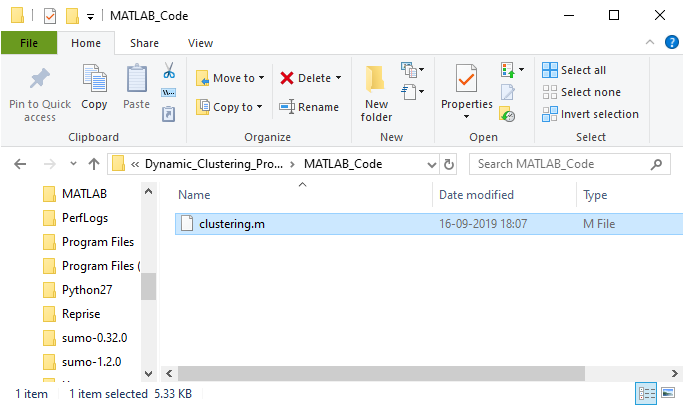 MATLAB_Code
File Home Share View
Pin to Quick access Copy Paste Move to Copy to Delete Rename New folder Properties Select all Select none Invert selection
Clipboard Organize New Open Select
« Dynamic_Clustering_Pro... MATLAB_Code Search MATLAB_Code
Name Date modified Type
clustering.m 16-09-2019 18:07 M File
MATLAB
PerfLogs
Program Files
Program Files (
Python27
Reprise
sumo-0.32.0
sumo-1.2.0
1 item 1 item selected 5.33 KB